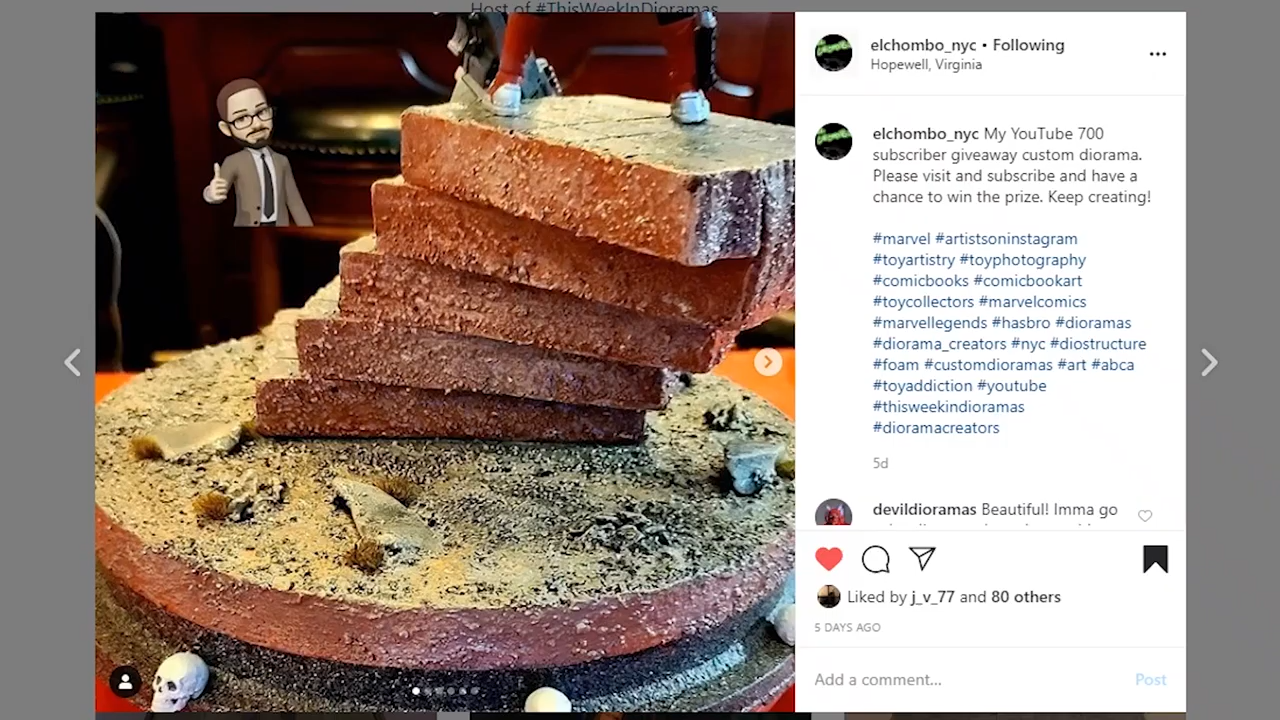 Host of #ThisWeekInDioramas
elchombo_nyc • Following
Hopewell, Virginia
elchombo_nyc My YouTube 700
subscriber giveaway custom diorama.
Please visit and subscribe and have a
chance to win the prize. Keep creating!
#marvel #artistsoninstagram
#toyartistry #toyphotography
#comicbooks #comicbookart
#toycollectors #marvelcomics
#marvellegends #hasbro #dioramas
#diorama_creators #nyc #diostructure
#foam #customdioramas #art #abca
#toyaddiction #youtube
#thisweekindioramas
#dioramacreators
5d
devildioramas Beautiful! Imma go
Liked by j_v_77 and 80 others
5 DAYS AGO
Add a comment...
Post